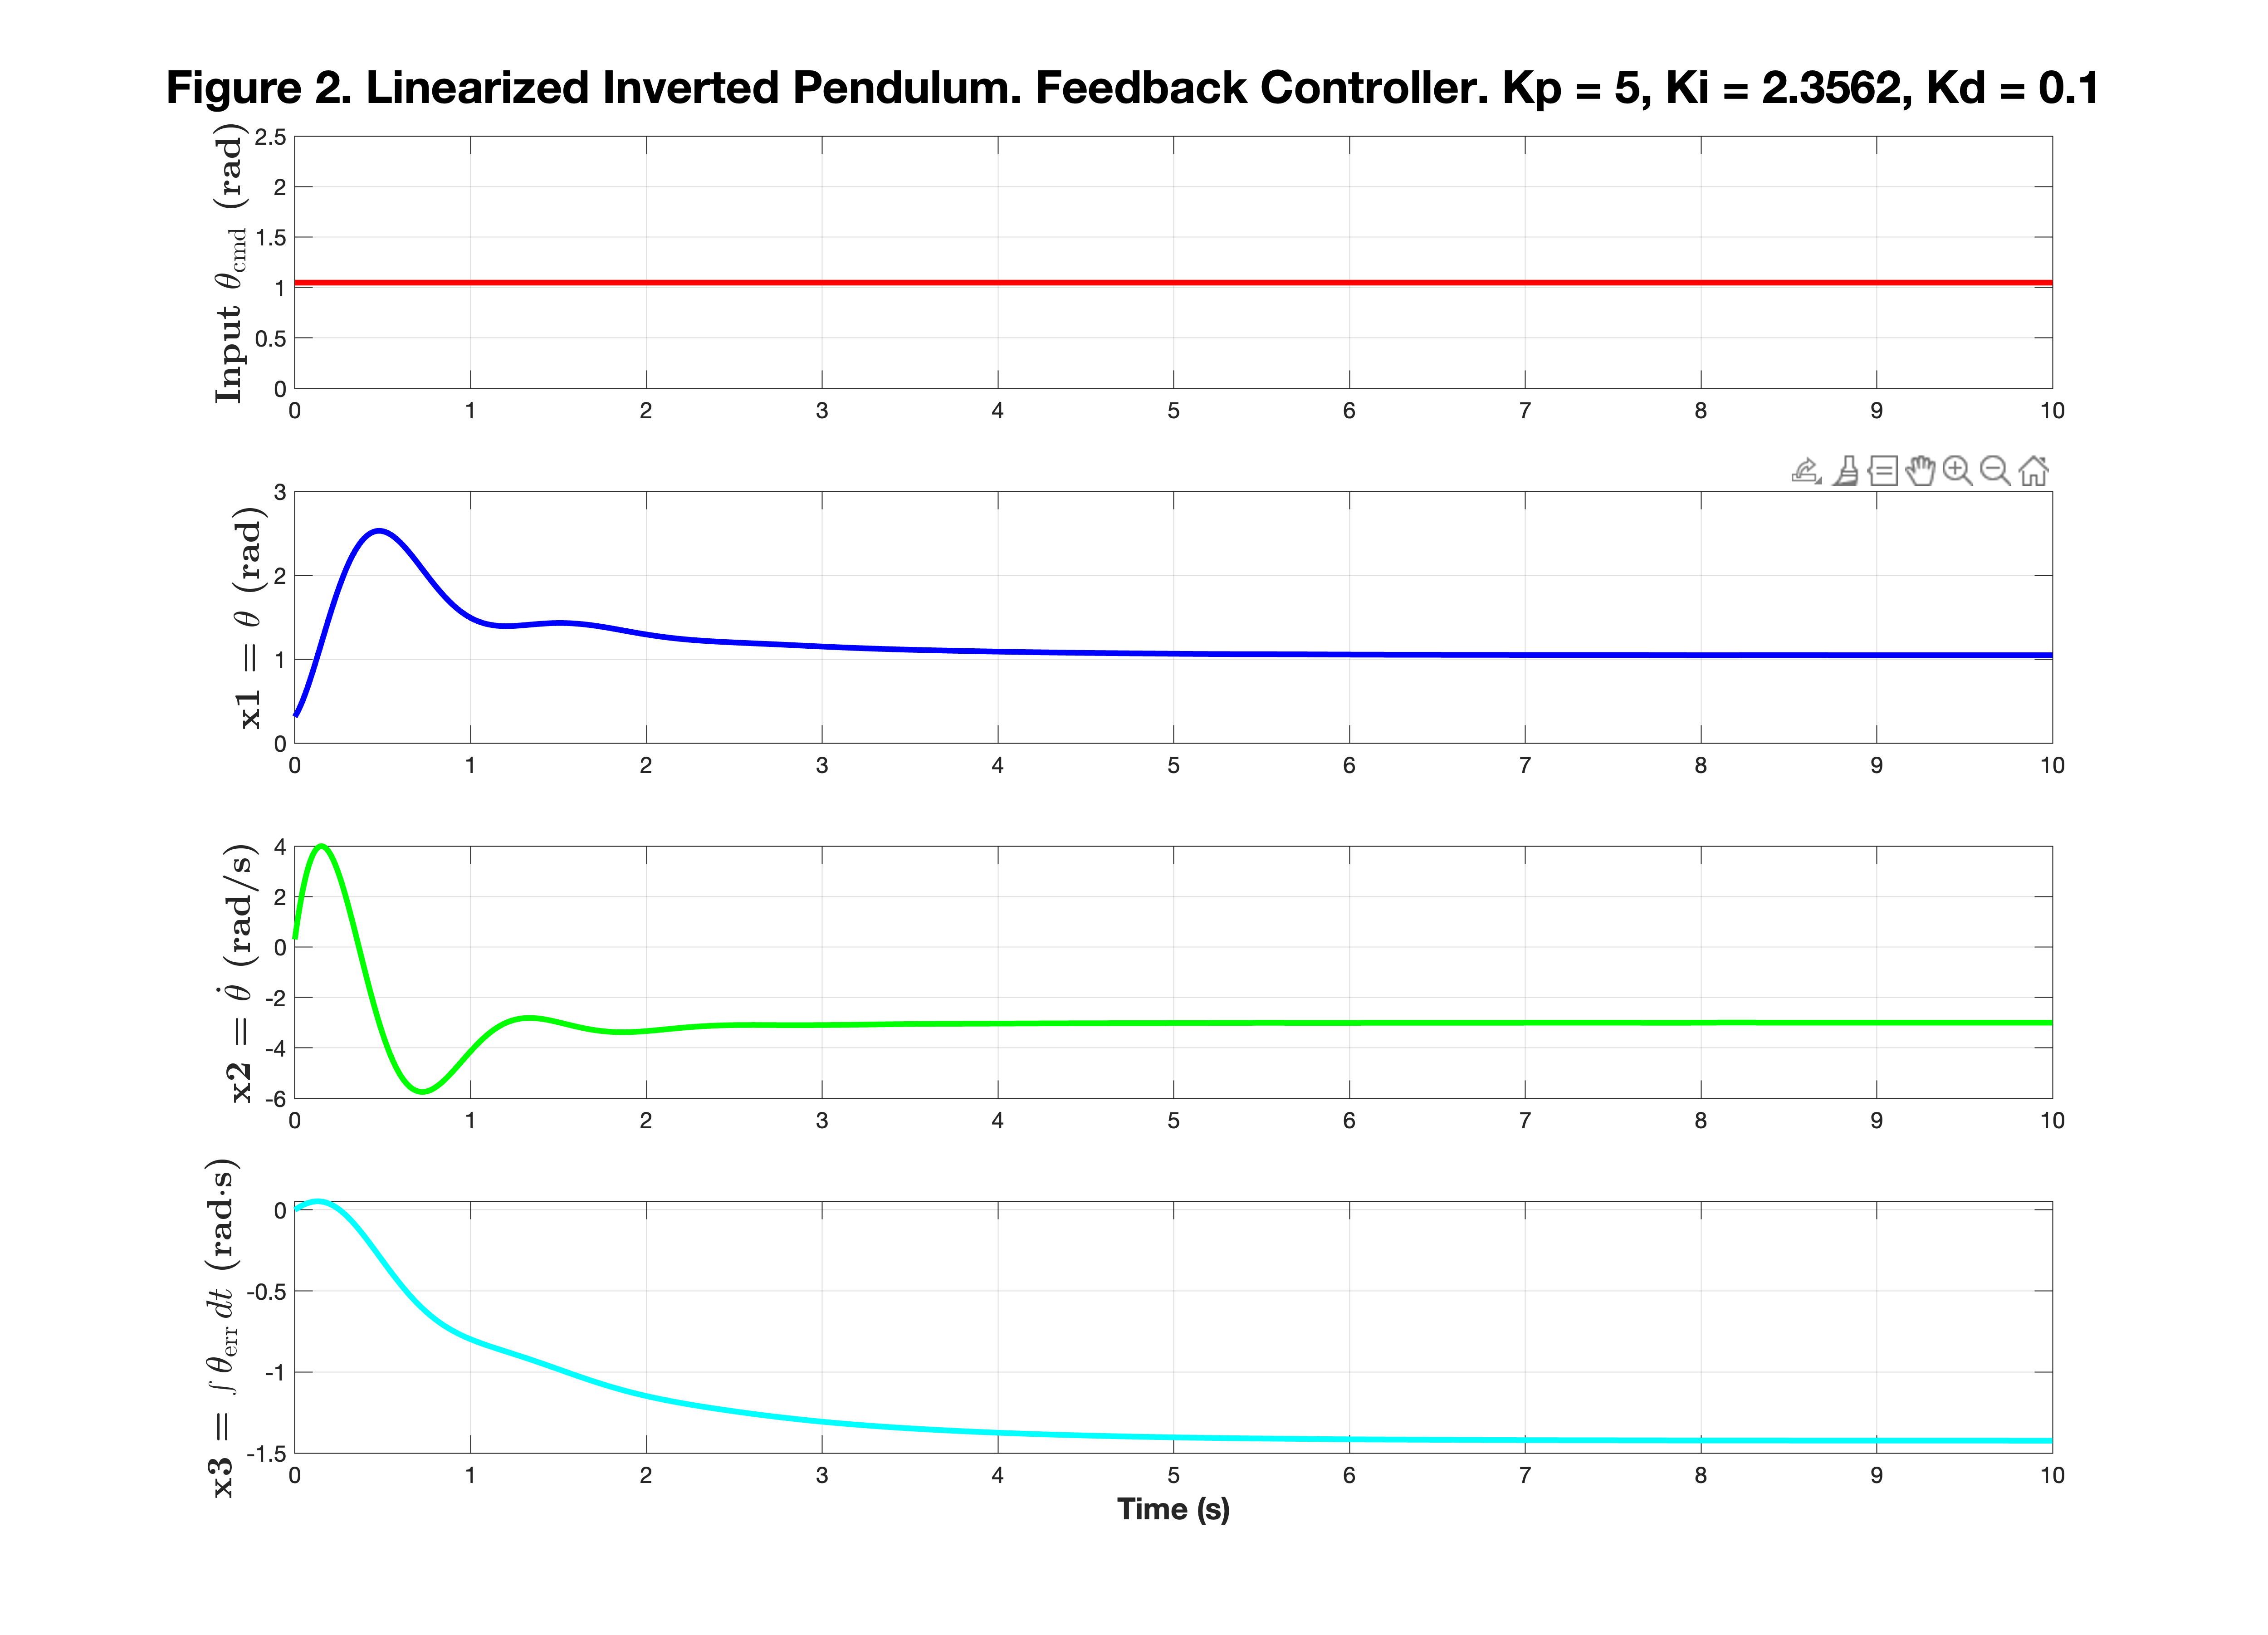 Figure 2. Linearized Inverted Pendulum. Feedback Controller. Kp = 5, Ki = 2.3562, Kd = 0.1
Input θcmd (rad)
2.5
2
1.5
1
0.5
0
0 1 2 3 4 5 6 7 8 9 10
x1 = θ (rad)
3
2
1
0
0 1 2 3 4 5 6 7 8 9 10
x2 = θ̇ (rad/s)
4
2
0
-2
-4
-6
0 1 2 3 4 5 6 7 8 9 10
x3 = ∫ θerr dt (rad·s)
0
-0.5
-1
-1.5
0 1 2 3 4 5 6 7 8 9 10
Time (s)